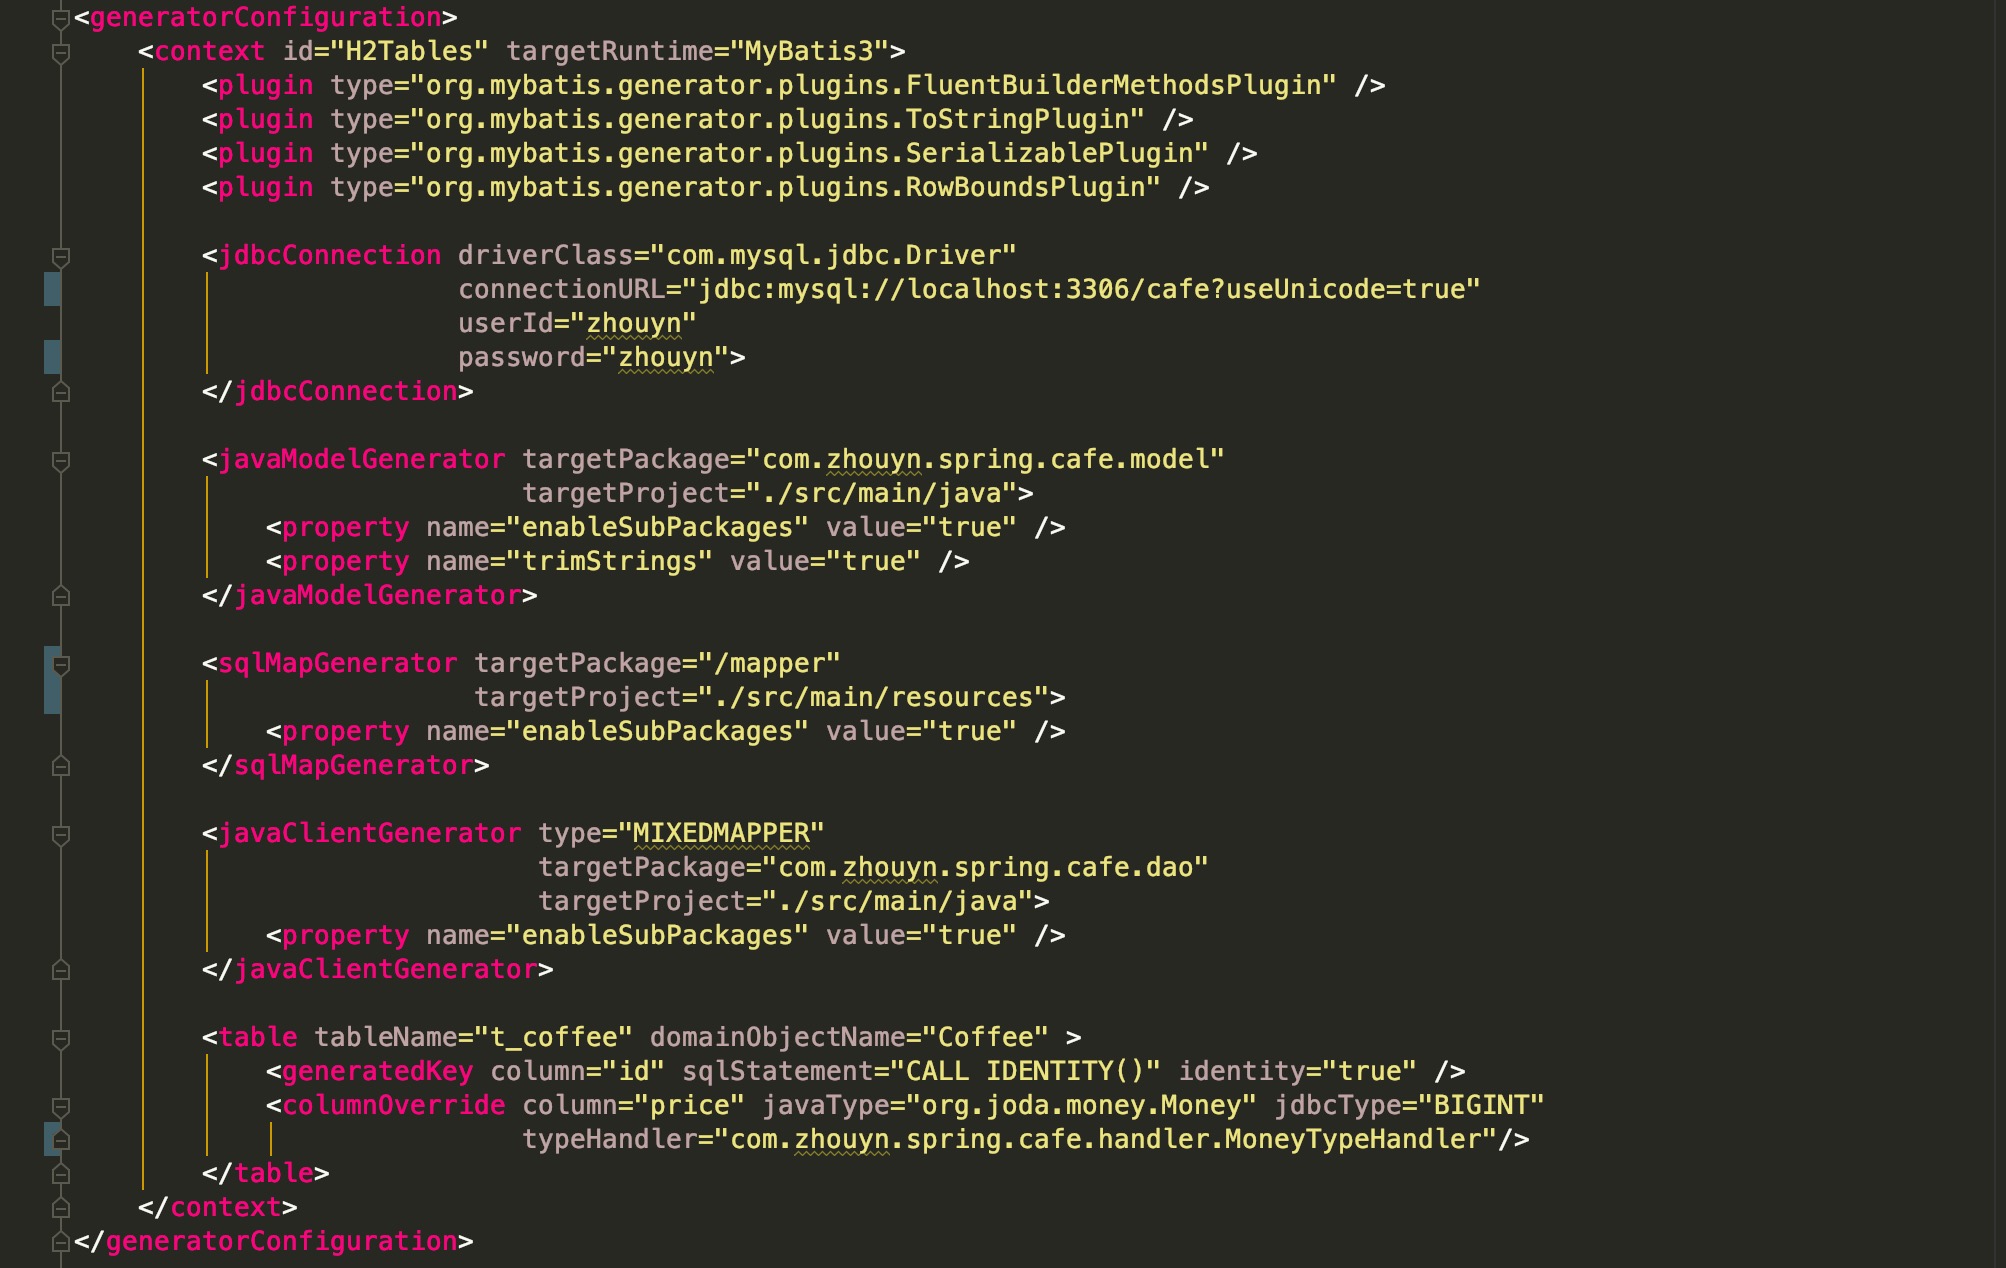 <generatorConfiguration>
<context id="H2Tables" targetRuntime="MyBatis3">
<plugin type="org.mybatis.generator.plugins.FluentBuilderMethodsPlugin" />
<plugin type="org.mybatis.generator.plugins.ToStringPlugin" />
<plugin type="org.mybatis.generator.plugins.SerializablePlugin" />
<plugin type="org.mybatis.generator.plugins.RowBoundsPlugin" />
<jdbcConnection driverClass="com.mysql.jdbc.Driver"
connectionURL="jdbc:mysql://localhost:3306/cafe?useUnicode=true"
userId="zhouyn"
password="zhouyn">
</jdbcConnection>
<javaModelGenerator targetPackage="com.zhouyn.spring.cafe.model"
targetProject="./src/main/java">
<property name="enableSubPackages" value="true" />
<property name="trimStrings" value="true" />
</javaModelGenerator>
<sqlMapGenerator targetPackage="/mapper"
targetProject="./src/main/resources">
<property name="enableSubPackages" value="true" />
</sqlMapGenerator>
<javaClientGenerator type="MIXEDMAPPER"
targetPackage="com.zhouyn.spring.cafe.dao"
targetProject="./src/main/java">
<property name="enableSubPackages" value="true" />
</javaClientGenerator>
<table tableName="t_coffee" domainObjectName="Coffee" >
<generatedKey column="id" sqlStatement="CALL IDENTITY()" identity="true" />
<columnOverride column="price" javaType="org.joda.money.Money" jdbcType="BIGINT"
typeHandler="com.zhouyn.spring.cafe.handler.MoneyTypeHandler"/>
</table>
</context>
</generatorConfiguration>